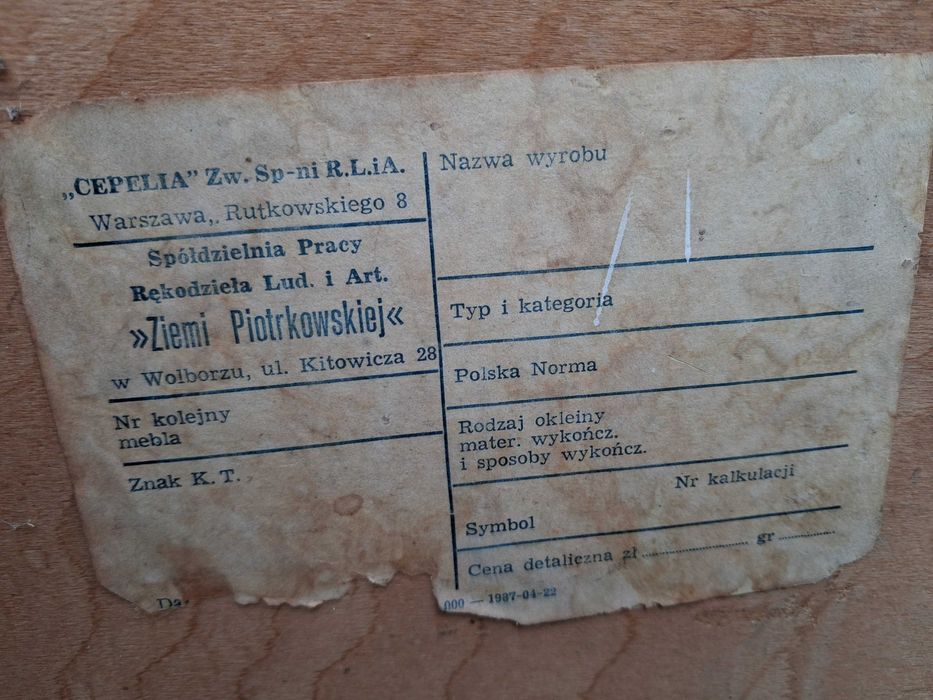 „CEPELIA” Zw. Sp-ni R.L.iA.
Warszawa,. Rutkowskiego 8
Spółdzielnia Pracy
Rękodzieła Lud. i Art.
»Ziemi Piotrkowskiej«
w Wolborzu, ul. Kitowicza 28
Nr kolejny
mebla
Znak K. T.
Nazwa wyrobu
Typ i kategoria
Polska Norma
Rodzaj okleiny
mater. wykończ.
i sposoby wykończ.
Nr kalkulacji
Symbol
Cena detaliczna zł .................... gr ...........
000 — 1987-04-22